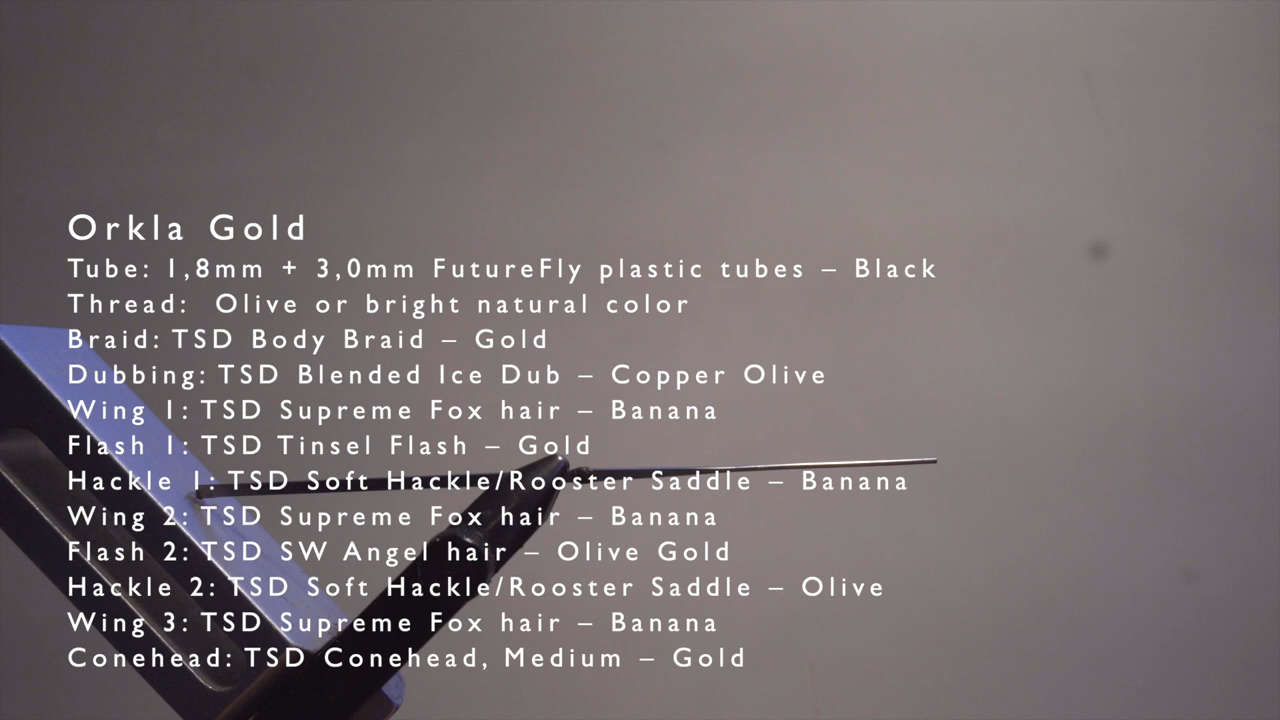 Orkla Gold
Tube: 1,8mm + 3,0mm FutureFly plastic tubes – Black
Thread:  Olive or bright natural color
Braid: TSD Body Braid – Gold
Dubbing: TSD Blended Ice Dub – Copper Olive
Wing 1: TSD Supreme Fox hair – Banana
Flash 1: TSD Tinsel Flash – Gold
Hackle 1: TSD Soft Hackle/Rooster Saddle – Banana
Wing 2: TSD Supreme Fox hair – Banana
Flash 2: TSD SW Angel hair – Olive Gold
Hackle 2: TSD Soft Hackle/Rooster Saddle – Olive
Wing 3: TSD Supreme Fox hair – Banana
Conehead: TSD Conehead, Medium – Gold